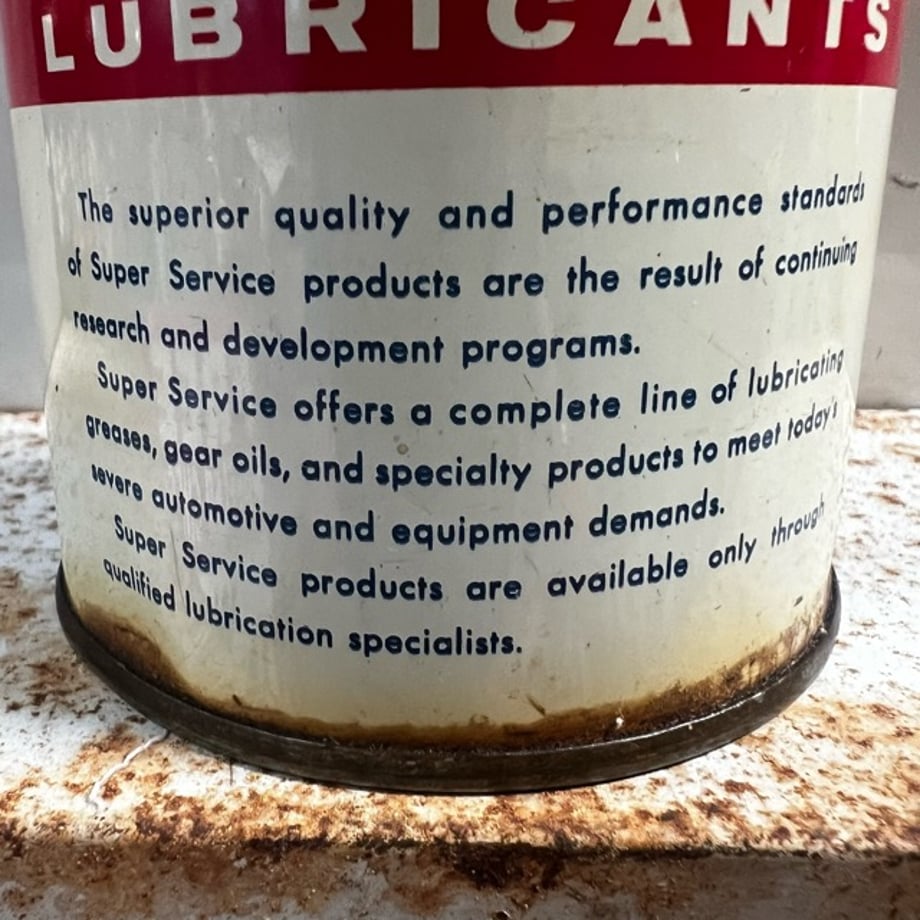 LUBRICANTS
The superior quality and performance standards
of Super Service products are the result of continuing
research and development programs.
Super Service offers a complete line of lubricating
greases, gear oils, and specialty products to meet today's
severe automotive and equipment demands.
Super Service products are available only through
qualified lubrication specialists.